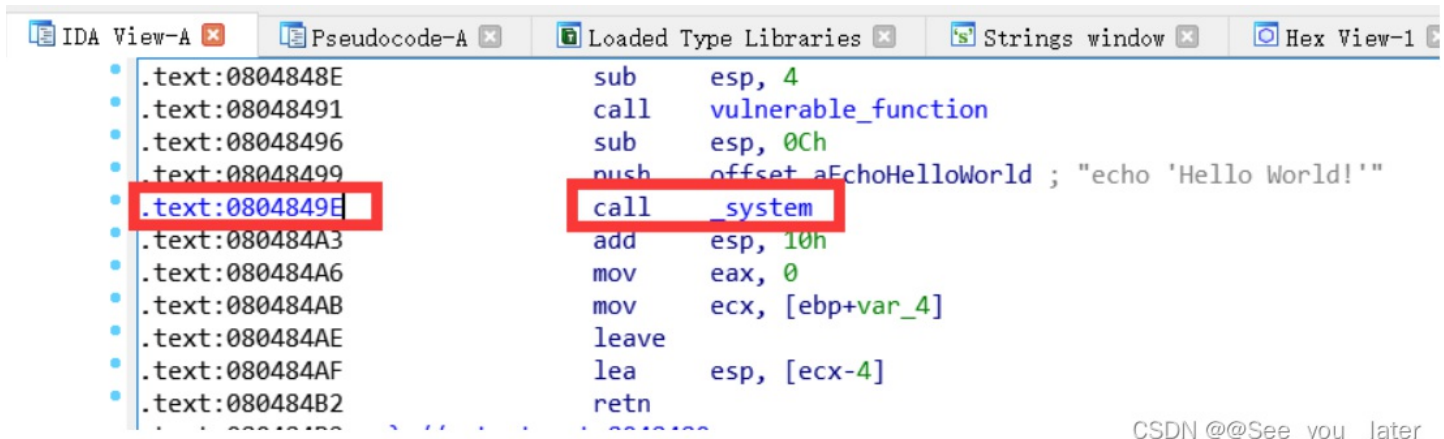 IDA View-A Pseudocode-A Loaded Type Libraries Strings window Hex View-1
.text:0804848E sub esp, 4
.text:08048491 call vulnerable_function
.text:08048496 sub esp, 0Ch
.text:08048499 push offset aEchoHelloWorld ; "echo 'Hello World!'"
.text:0804849E call _system
.text:080484A3 add esp, 10h
.text:080484A6 mov eax, 0
.text:080484AB mov ecx, [ebp+var_4]
.text:080484AE leave
.text:080484AF lea esp, [ecx-4]
.text:080484B2 retn
CSDN @@See you later